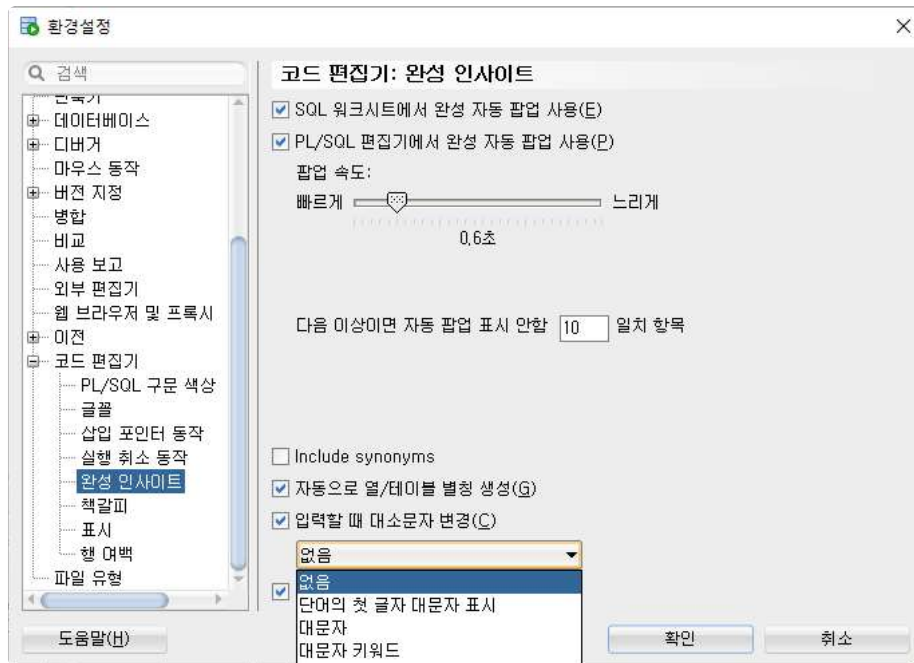 환경설정
검색
코드 편집기: 완성 인사이트
데이터베이스
디버거
마우스 동작
버전 지정
병합
비교
사용 보고
외부 편집기
웹 브라우저 및 프록시
이전
코드 편집기
PL/SQL 구문 색상
글꼴
삽입 포인터 동작
실행 취소 동작
완성 인사이트
책갈피
표시
행 여백
파일 유형
SQL 워크시트에서 완성 자동 팝업 사용(E)
PL/SQL 편집기에서 완성 자동 팝업 사용(P)
팝업 속도:
빠르게 느리게
0,6초
다음 이상이면 자동 팝업 표시 안함 10 일치 항목
Include synonyms
자동으로 열/테이블 별칭 생성(G)
입력할 때 대소문자 변경(C)
없음
없음
단어의 첫 글자 대문자 표시
대문자
대문자 키워드
도움말(H)
확인
취소